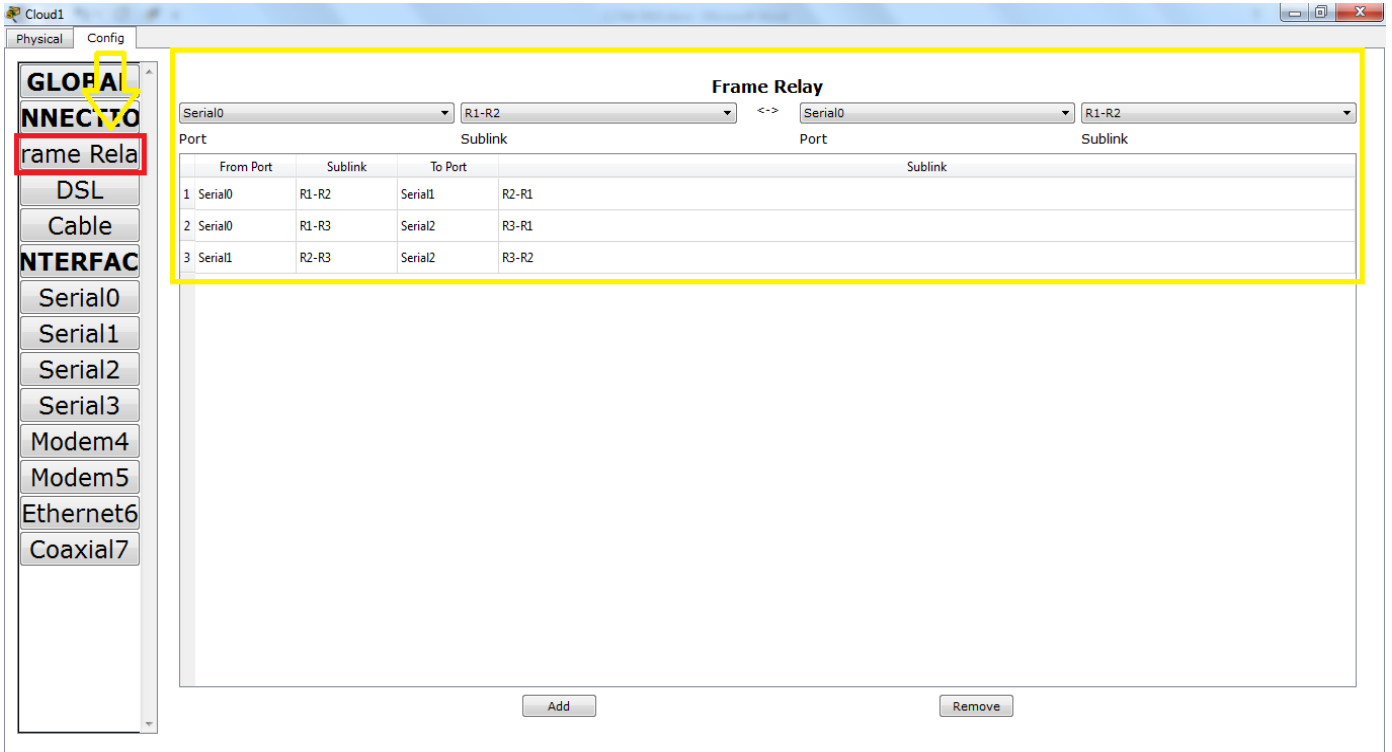 Cloud1
Physical Config
GLOBAL
NNECTIO
rame Rela
DSL
Cable
NTERFAC
Serial0
Serial1
Serial2
Serial3
Modem4
Modem5
Ethernet6
Coaxial7
Frame Relay
Serial0 R1-R2 <-> Serial0 R1-R2
Port Sublink Port Sublink
From Port Sublink To Port Sublink
1 Serial0 R1-R2 Serial1 R2-R1
2 Serial0 R1-R3 Serial2 R3-R1
3 Serial1 R2-R3 Serial2 R3-R2
Add Remove